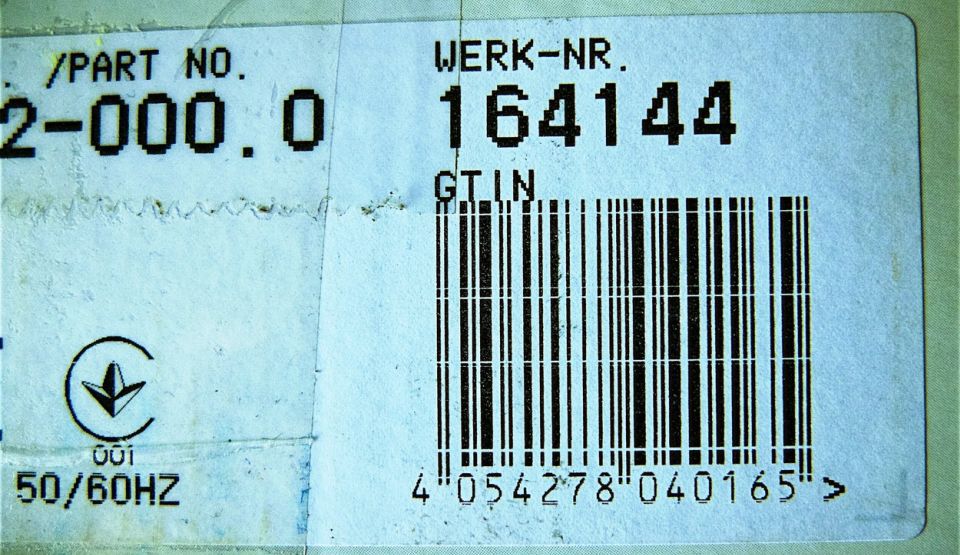 . /PART NO.
2-000.0
WERK-NR.
164144
GTIN
4 054278 040165 >
001
50/60HZ